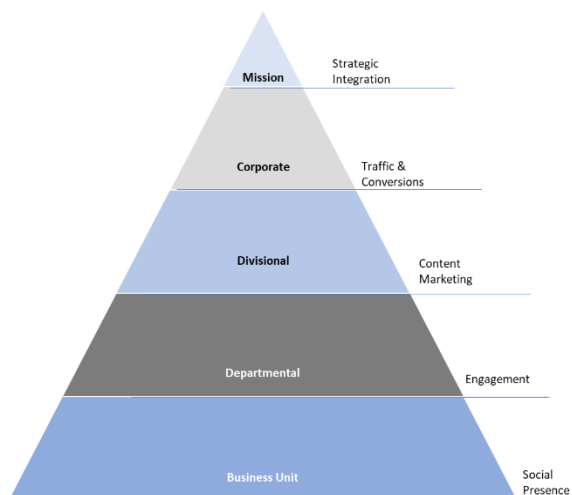 Mission
Strategic
Integration
Corporate
Traffic &
Conversions
Divisional
Content
Marketing
Departmental
Engagement
Business Unit
Social
Presence